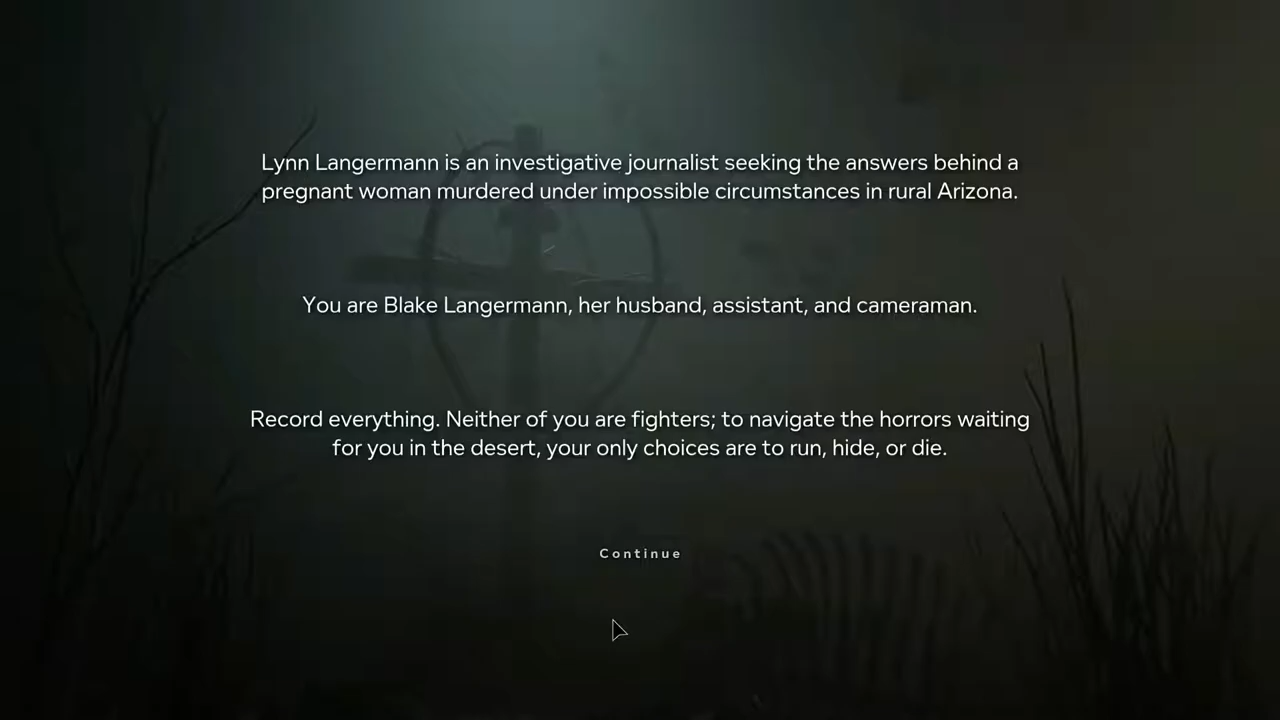 Lynn Langermann is an investigative journalist seeking the answers behind a
pregnant woman murdered under impossible circumstances in rural Arizona.
You are Blake Langermann, her husband, assistant, and cameraman.
Record everything. Neither of you are fighters; to navigate the horrors waiting
for you in the desert, your only choices are to run, hide, or die.
Continue